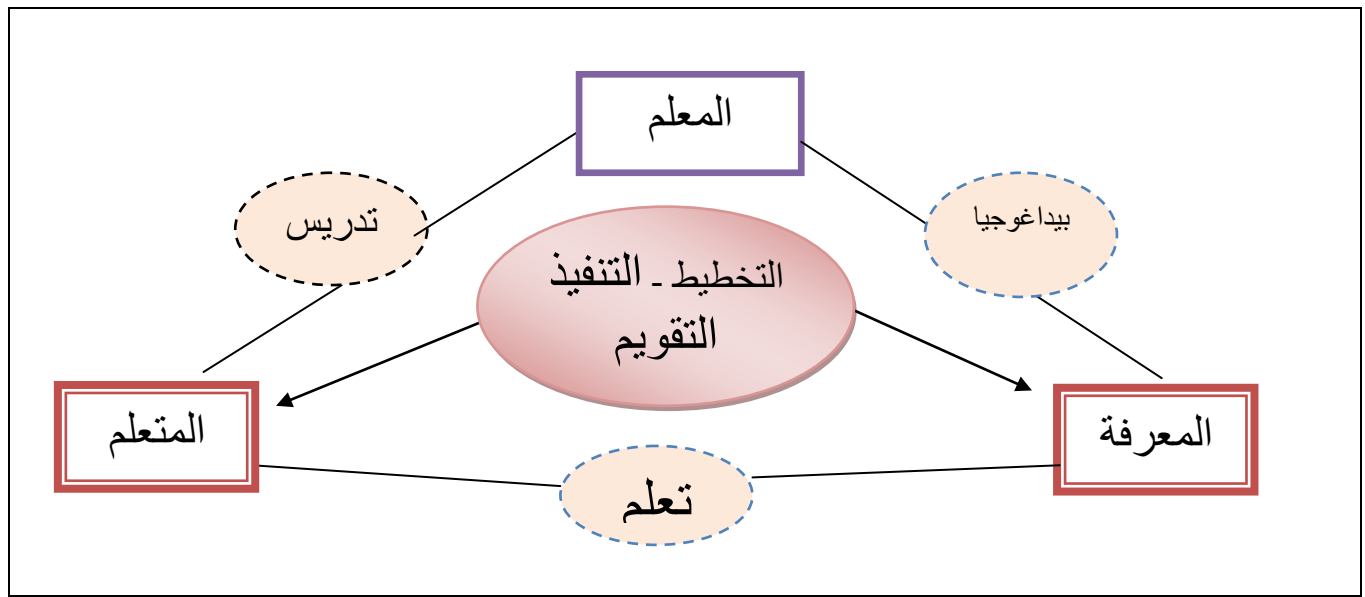 المعلم
بيداغوجيا
تدريس
التخطيط - التنفيذ
التقويم
المعرفة
المتعلم
تعلم